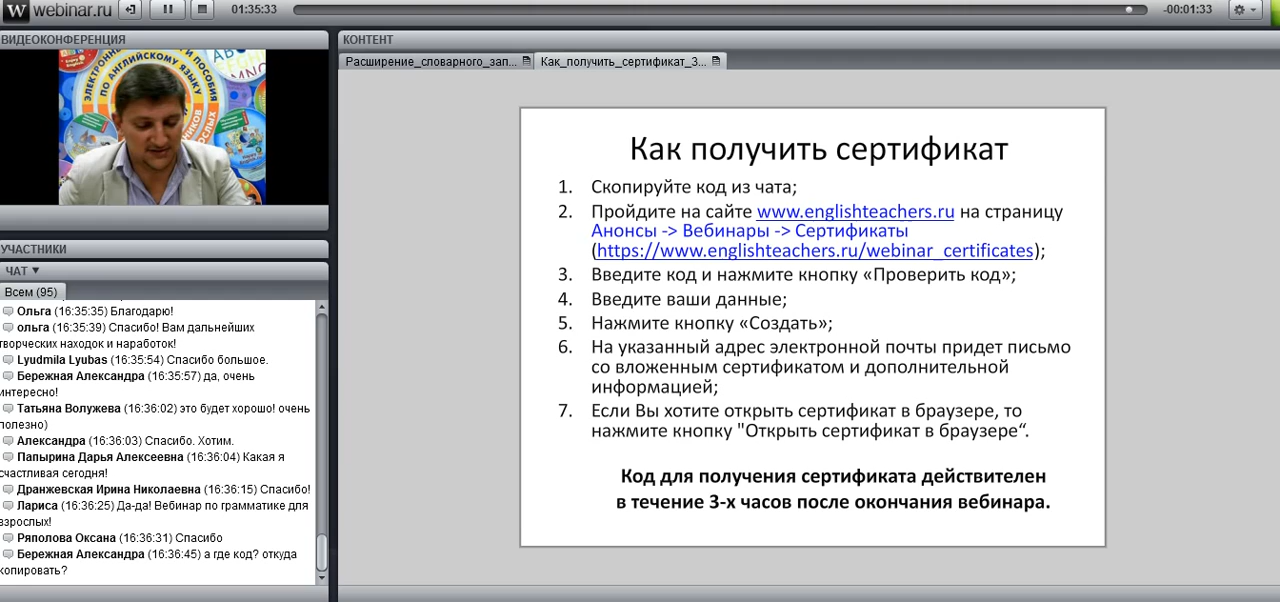 W webinar.ru 01:35:33 -00:01:33
ВИДЕОКОНФЕРЕНЦИЯ
ЭЛЕКТРОННЫЕ И ПОСОБИЯ
ПО АНГЛИЙСКОМУ ЯЗЫКУ
УЧАСТНИКИ
ЧАТ ▼
Всем (95)
Ольга (16:35:35) Благодарю!
ольга (16:35:39) Спасибо! Вам дальнейших
творческих находок и наработок!
Lyudmila Lyubas (16:35:54) Спасибо большое.
Бережная Александра (16:35:57) да, очень
интересно!
Татьяна Волужева (16:36:02) это будет хорошо! очень
полезно)
Александра (16:36:03) Спасибо. Хотим.
Папырина Дарья Алексеевна (16:36:04) Какая я
счастливая сегодня!
Дранжевская Ирина Николаевна (16:36:15) Спасибо!
Лариса (16:36:25) Да-да! Вебинар по грамматике для
взрослых!
Ряполова Оксана (16:36:31) Спасибо
Бережная Александра (16:36:45) а где код? откуда
копировать?
КОНТЕНТ
Расширение_словарного_зап... Как_получить_сертификат_3...
Как получить сертификат
1. Скопируйте код из чата;
2. Пройдите на сайте www.englishteachers.ru на страницу
Анонсы -> Вебинары -> Сертификаты
(https://www.englishteachers.ru/webinar_certificates);
3. Введите код и нажмите кнопку «Проверить код»;
4. Введите ваши данные;
5. Нажмите кнопку «Создать»;
6. На указанный адрес электронной почты придет письмо
со вложенным сертификатом и дополнительной
информацией;
7. Если Вы хотите открыть сертификат в браузере, то
нажмите кнопку "Открыть сертификат в браузере“.
Код для получения сертификата действителен
в течение 3-х часов после окончания вебинара.